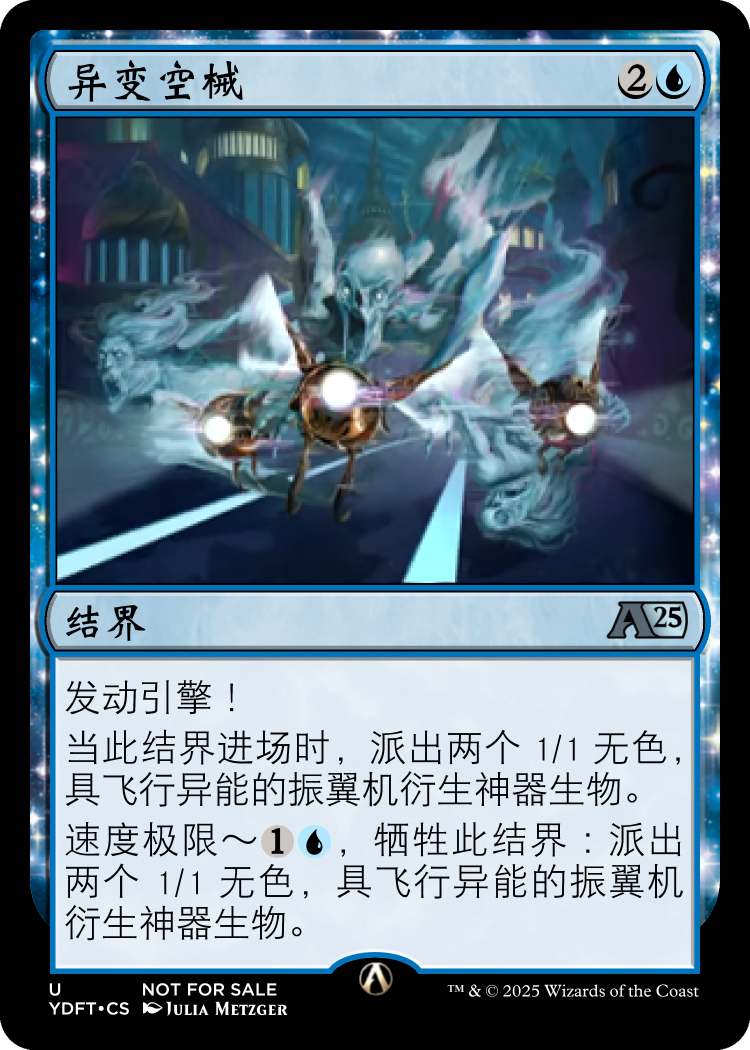 异变空械 2
结界 A25
发动引擎！
当此结界进场时，派出两个 1/1 无色，
具飞行异能的振翼机衍生神器生物。
速度极限～1，牺牲此结界：派出
两个 1/1 无色，具飞行异能的振翼机
衍生神器生物。
U NOT FOR SALE ™ & © 2025 Wizards of the Coast
YDFT•CS Julia Metzger